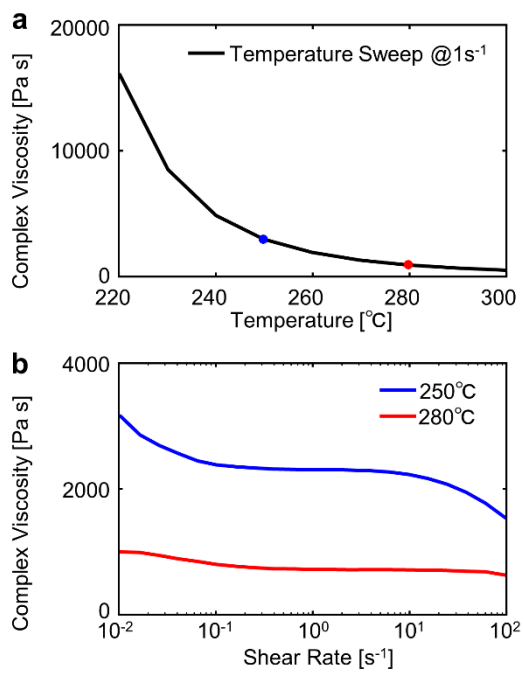 a
Complex Viscosity [Pa s]
20000
10000
0
Temperature Sweep @1s⁻¹
220 240 260 280 300
Temperature [℃]
b
Complex Viscosity [Pa s]
4000
2000
0
250℃
280℃
10⁻² 10⁻¹ 10⁰ 10¹ 10²
Shear Rate [s⁻¹]